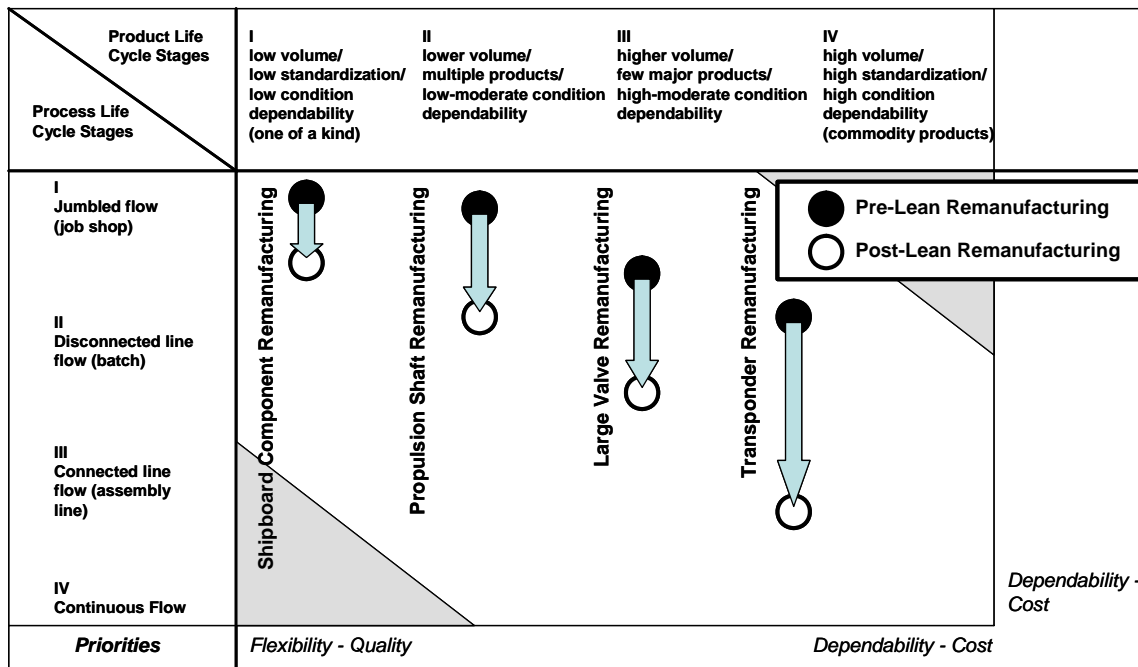 Product Life
Cycle Stages
Process Life
Cycle Stages
I
low volume/
low standardization/
low condition
dependability
(one of a kind)
II
lower volume/
multiple products/
low-moderate condition
dependability
III
higher volume/
few major products/
high-moderate condition
dependability
IV
high volume/
high standardization/
high condition
dependability
(commodity products)
I
Jumbled flow
(job shop)
II
Disconnected line
flow (batch)
III
Connected line
flow (assembly
line)
IV
Continuous Flow
Shipboard Component Remanufacturing
Propulsion Shaft Remanufacturing
Large Valve Remanufacturing
Transponder Remanufacturing
Pre-Lean Remanufacturing
Post-Lean Remanufacturing
Dependability -
Cost
Priorities
Flexibility - Quality
Dependability - Cost